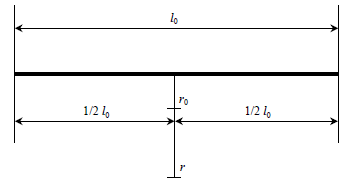 l₀
r₀
1/2 l₀ 1/2 l₀
r